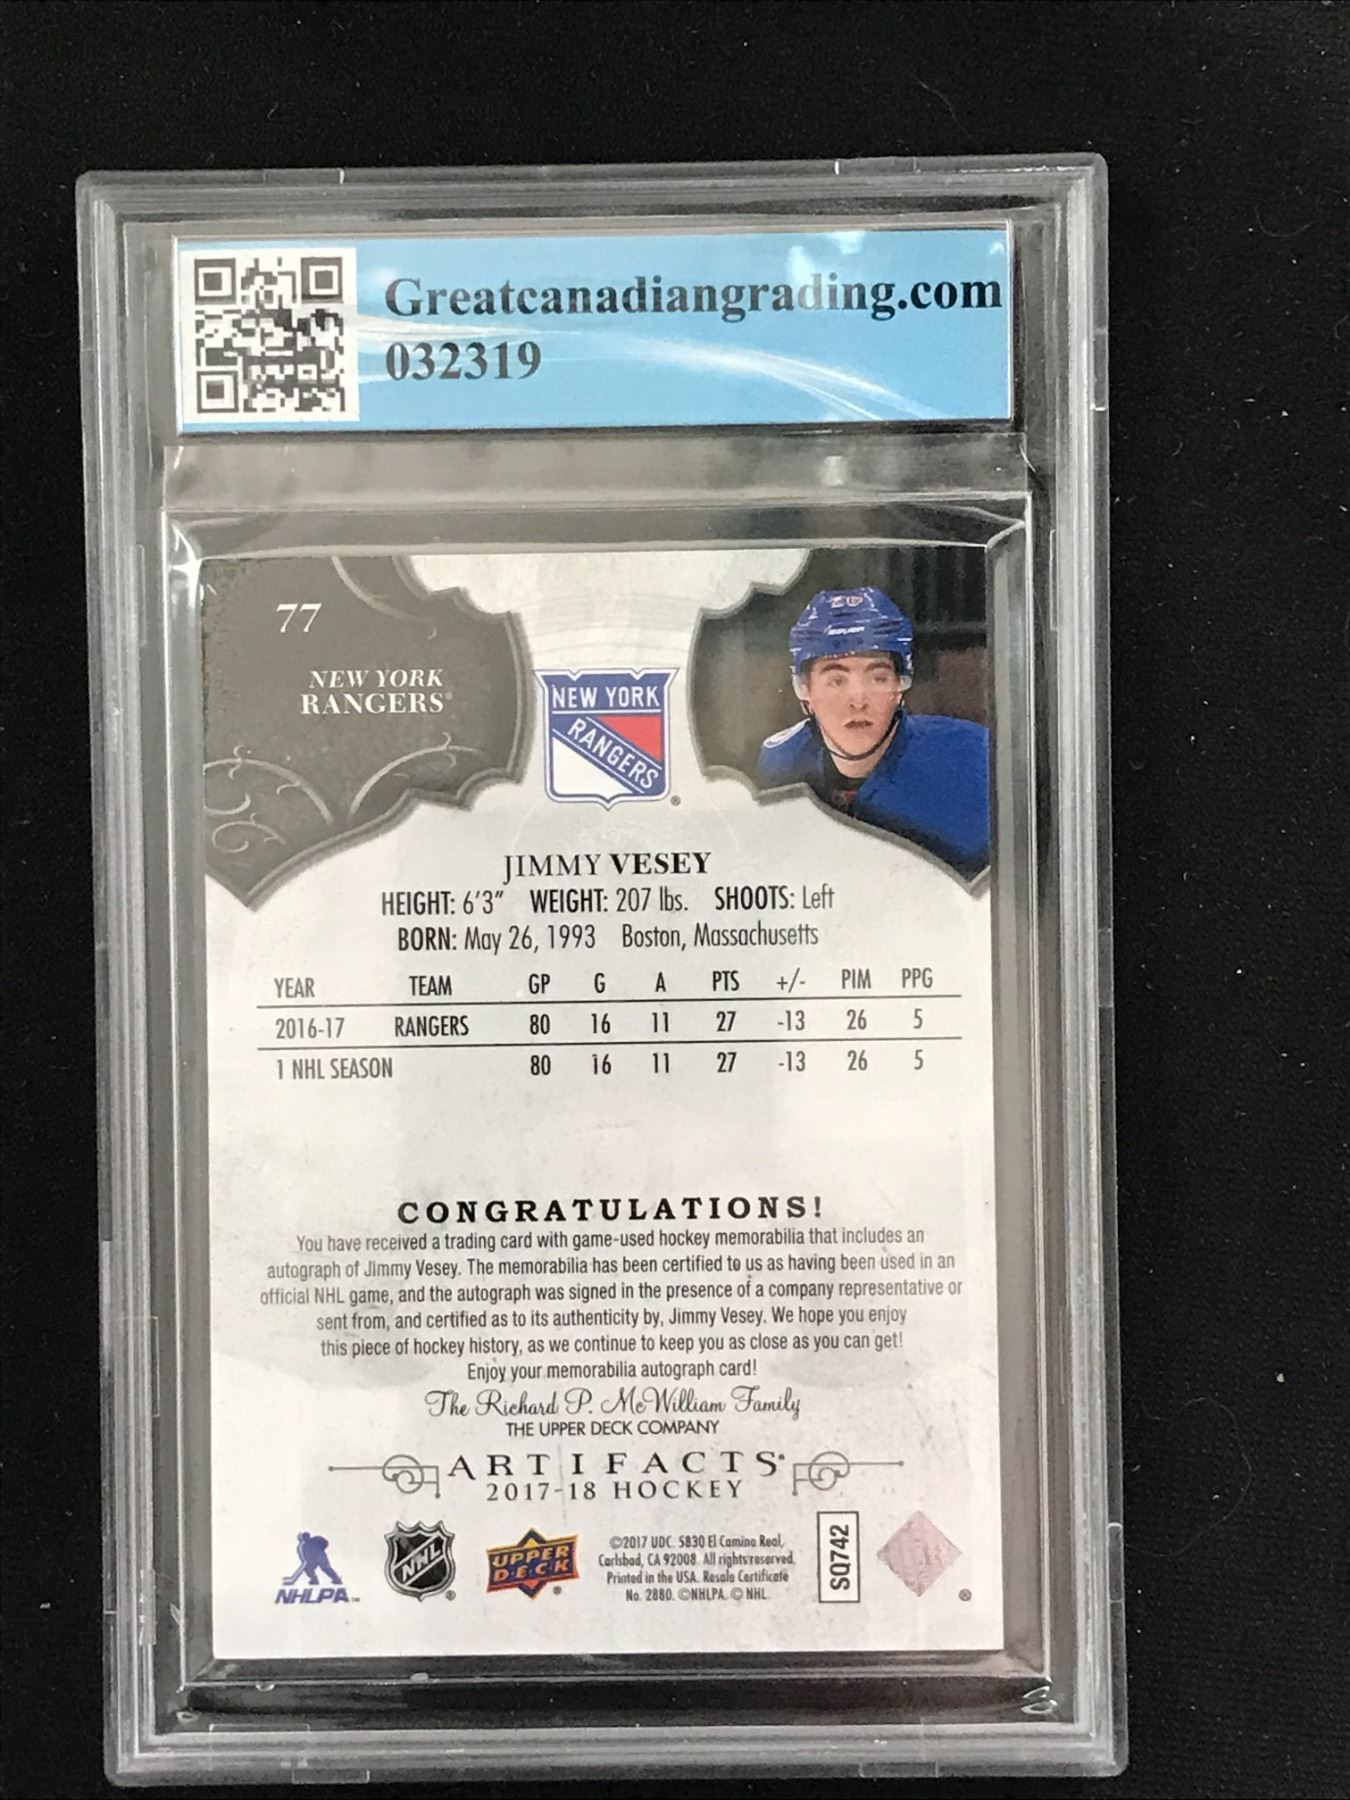 Greatcanadiangrading.com
032319
77
NEW YORK
RANGERS
NEW YORK
RANGERS
26
BAUER
JIMMY VESEY
HEIGHT: 6'3" WEIGHT: 207 lbs. SHOOTS: Left
BORN: May 26, 1993 Boston, Massachusetts
YEAR TEAM GP G A PTS +/- PIM PPG
2016-17 RANGERS 80 16 11 27 -13 26 5
1 NHL SEASON 80 16 11 27 -13 26 5
CONGRATULATIONS!
You have received a trading card with game-used hockey memorabilia that includes an
autograph of Jimmy Vesey. The memorabilia has been certified to us as having been used in an
official NHL game, and the autograph was signed in the presence of a company representative or
sent from, and certified as to its authenticity by, Jimmy Vesey. We hope you enjoy
this piece of hockey history, as we continue to keep you as close as you can get!
Enjoy your memorabilia autograph card!
The Richard P. McWilliam Family
THE UPPER DECK COMPANY
ARTIFACTS
2017-18 HOCKEY
NHLPA
NHL
UPPER
DECK
©2017 UDC. 5830 El Camino Real,
Carlsbad, CA 92008. All rights reserved.
Printed in the USA. Resale Certificate
No. 2880. ©NHLPA. © NHL.
SQ742